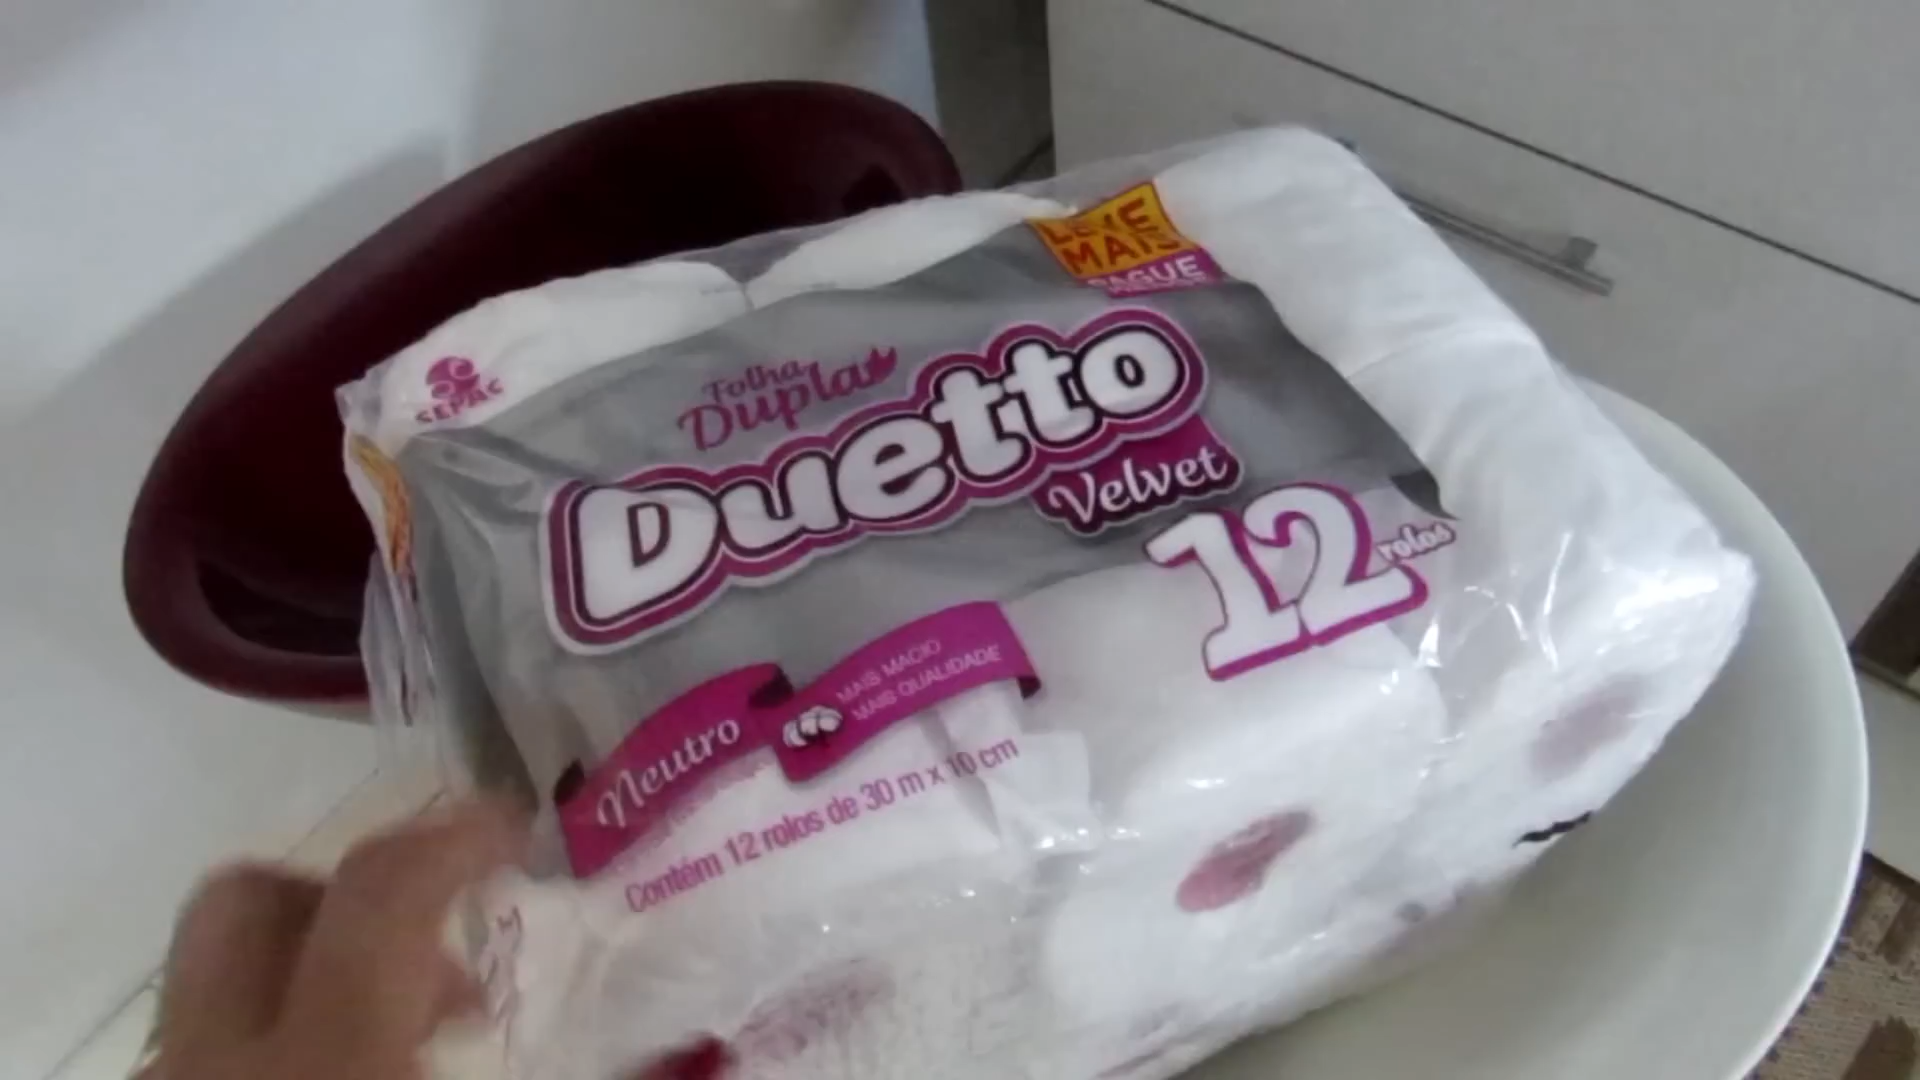 LEVE
MAIS
PAGUE
SEPAC
Folha
Dupla
Duetto
Velvet
12
rolos
Neutro
MAIS MACIO
MAIS QUALIDADE
Contém 12 rolos de 30 m x 10 cm